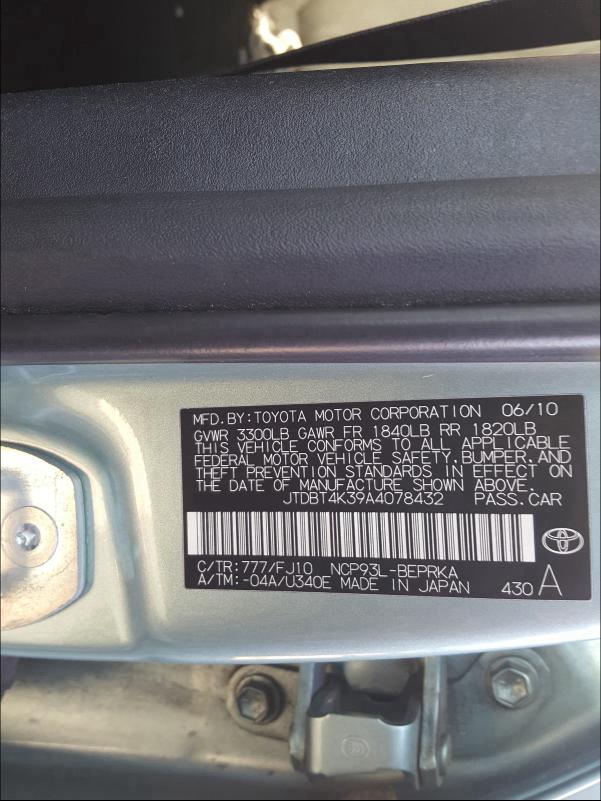 MFD.BY:TOYOTA MOTOR CORPORATION 06/10
GVWR 3300LB GAWR FR 1840LB RR 1820LB
THIS VEHICLE CONFORMS TO ALL APPLICABLE
FEDERAL MOTOR VEHICLE SAFETY,BUMPER,AND
THEFT PREVENTION STANDARDS IN EFFECT ON
THE DATE OF MANUFACTURE SHOWN ABOVE.
JTDBT4K39A4078432 PASS.CAR
C/TR:777/FJ10 NCP93L-BEPRKA
A/TM:-04A/U340E MADE IN JAPAN 430 A